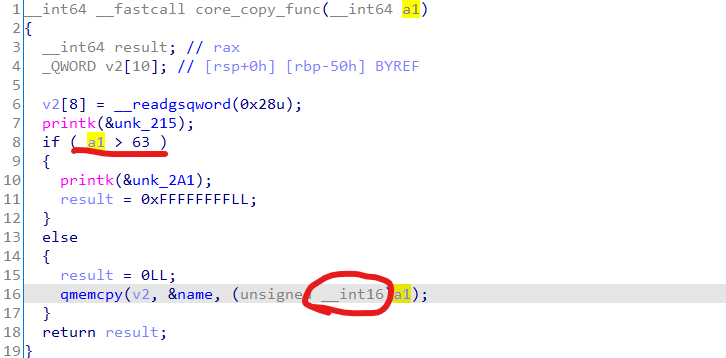 1 __int64 __fastcall core_copy_func(__int64 a1)
2 {
3 __int64 result; // rax
4 _QWORD v2[10]; // [rsp+0h] [rbp-50h] BYREF
5
6 v2[8] = __readgsqword(0x28u);
7 printk(&unk_215);
8 if ( a1 > 63 )
9 {
10 printk(&unk_2A1);
11 result = 0xFFFFFFFFLL;
12 }
13 else
14 {
15 result = 0LL;
16 qmemcpy(v2, &name, (unsigned __int16)a1);
17 }
18 return result;
19 }